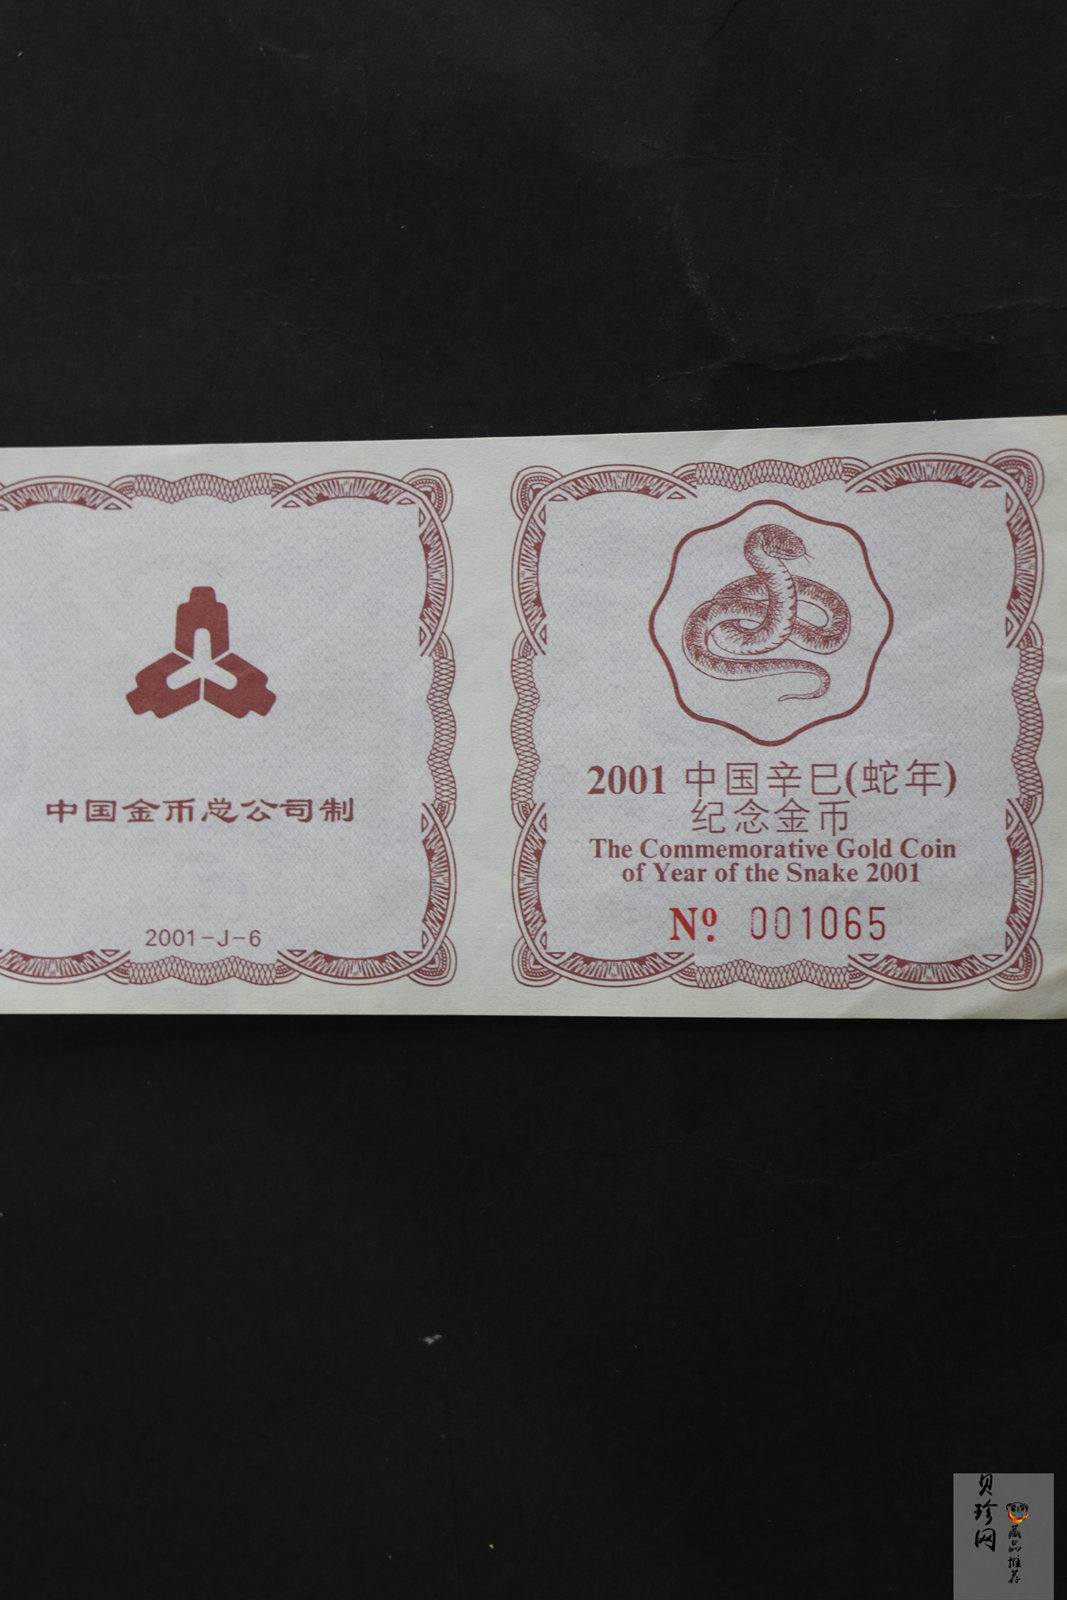 中国金币总公司制
2001-J-6
2001 中国辛巳(蛇年)
纪念金币
The Commemorative Gold Coin
of Year of the Snake 2001
Nº. 001065
贝珍网
藏品推荐